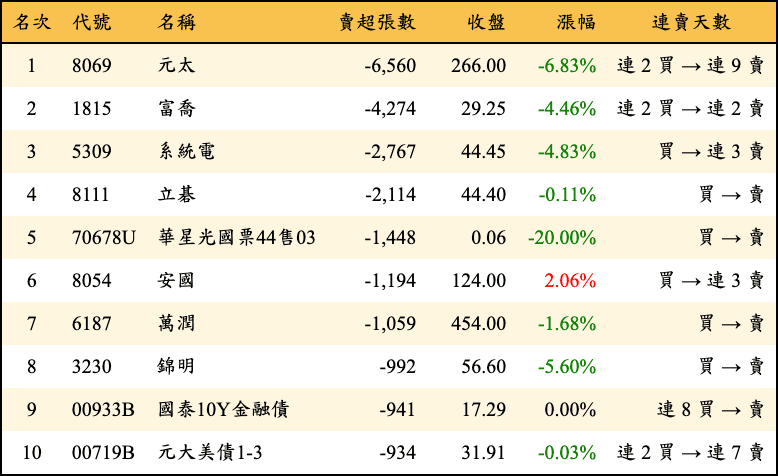 名次 代號 名稱 賣超張數 收盤 漲幅 連賣天數
1 8069 元太 -6,560 266.00 -6.83% 連 2 買 → 連 9 賣
2 1815 富喬 -4,274 29.25 -4.46% 連 2 買 → 連 2 賣
3 5309 系統電 -2,767 44.45 -4.83% 買 → 連 3 賣
4 8111 立碁 -2,114 44.40 -0.11% 買 → 賣
5 70678U 華星光國票44售03 -1,448 0.06 -20.00% 買 → 賣
6 8054 安國 -1,194 124.00 2.06% 買 → 連 3 賣
7 6187 萬潤 -1,059 454.00 -1.68% 買 → 賣
8 3230 錦明 -992 56.60 -5.60% 買 → 賣
9 00933B 國泰10Y金融債 -941 17.29 0.00% 連 8 買 → 賣
10 00719B 元大美債1-3 -934 31.91 -0.03% 連 2 買 → 連 7 賣